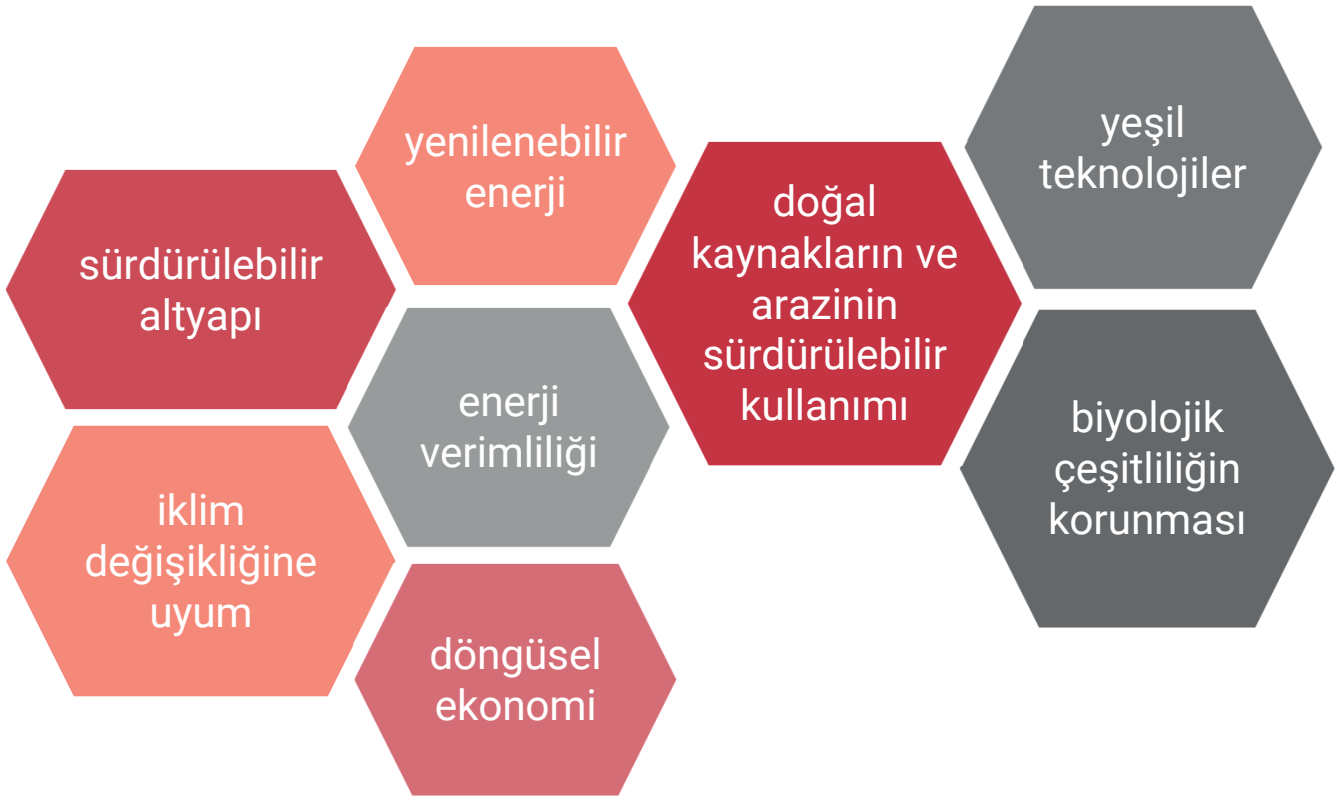 yenilenebilir
enerji
yeşil
teknolojiler
sürdürülebilir
altyapı
doğal
kaynakların ve
arazinin
sürdürülebilir
kullanımı
enerji
verimliliği
biyolojik
çeşitliliğin
korunması
iklim
değişikliğine
uyum
döngüsel
ekonomi